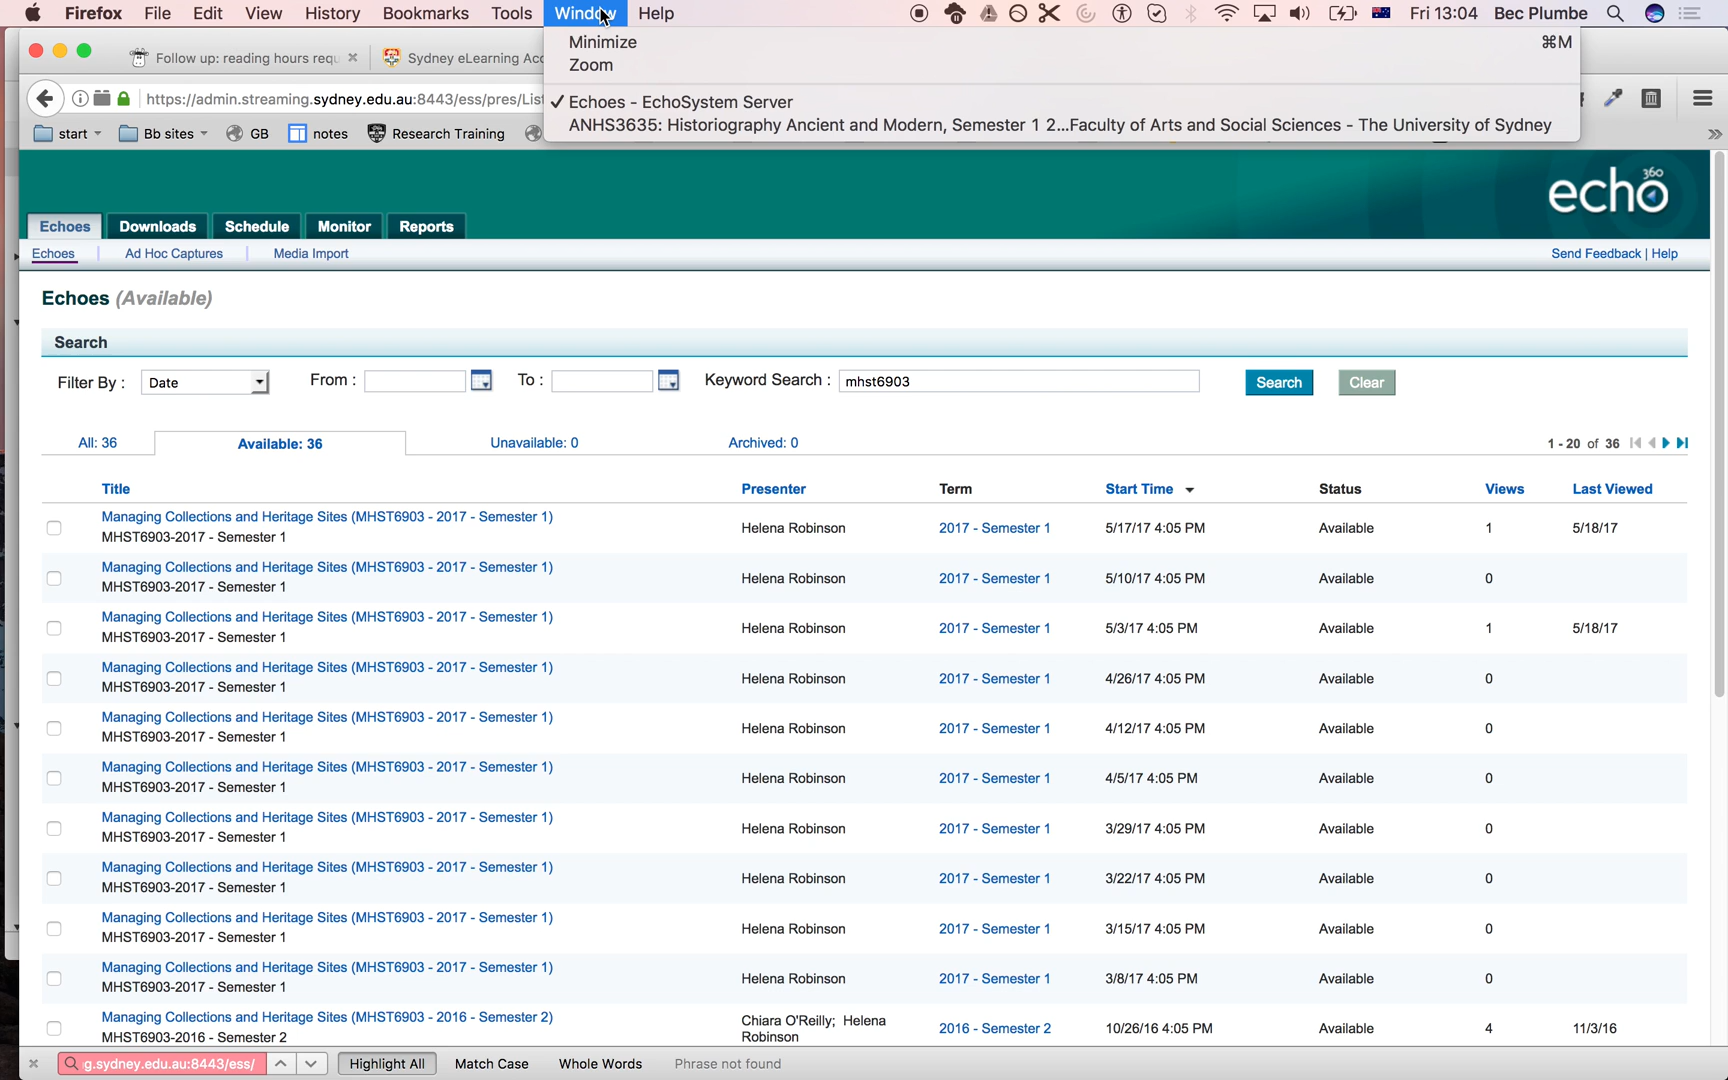 Firefox File Edit View History Bookmarks Tools Window Help Fri 13:04 Bec Plumbe
Minimize ⌘M
Zoom
✓ Echoes - EchoSystem Server
ANHS3635: Historiography Ancient and Modern, Semester 1 2...Faculty of Arts and Social Sciences - The University of Sydney
Follow up: reading hours requ Sydney eLearning Acc
https://admin.streaming.sydney.edu.au:8443/ess/pres/List
start Bb sites GB notes Research Training
echo 360
Echoes Downloads Schedule Monitor Reports
Echoes | Ad Hoc Captures | Media Import Send Feedback | Help
Echoes (Available)
Search
Filter By : Date From : To : Keyword Search : mhst6903 Search Clear
All: 36 Available: 36 Unavailable: 0 Archived: 0 1 - 20 of 36
Title Presenter Term Start Time Status Views Last Viewed
Managing Collections and Heritage Sites (MHST6903 - 2017 - Semester 1)
MHST6903-2017 - Semester 1 Helena Robinson 2017 - Semester 1 5/17/17 4:05 PM Available 1 5/18/17
Managing Collections and Heritage Sites (MHST6903 - 2017 - Semester 1)
MHST6903-2017 - Semester 1 Helena Robinson 2017 - Semester 1 5/10/17 4:05 PM Available 0
Managing Collections and Heritage Sites (MHST6903 - 2017 - Semester 1)
MHST6903-2017 - Semester 1 Helena Robinson 2017 - Semester 1 5/3/17 4:05 PM Available 1 5/18/17
Managing Collections and Heritage Sites (MHST6903 - 2017 - Semester 1)
MHST6903-2017 - Semester 1 Helena Robinson 2017 - Semester 1 4/26/17 4:05 PM Available 0
Managing Collections and Heritage Sites (MHST6903 - 2017 - Semester 1)
MHST6903-2017 - Semester 1 Helena Robinson 2017 - Semester 1 4/12/17 4:05 PM Available 0
Managing Collections and Heritage Sites (MHST6903 - 2017 - Semester 1)
MHST6903-2017 - Semester 1 Helena Robinson 2017 - Semester 1 4/5/17 4:05 PM Available 0
Managing Collections and Heritage Sites (MHST6903 - 2017 - Semester 1)
MHST6903-2017 - Semester 1 Helena Robinson 2017 - Semester 1 3/29/17 4:05 PM Available 0
Managing Collections and Heritage Sites (MHST6903 - 2017 - Semester 1)
MHST6903-2017 - Semester 1 Helena Robinson 2017 - Semester 1 3/22/17 4:05 PM Available 0
Managing Collections and Heritage Sites (MHST6903 - 2017 - Semester 1)
MHST6903-2017 - Semester 1 Helena Robinson 2017 - Semester 1 3/15/17 4:05 PM Available 0
Managing Collections and Heritage Sites (MHST6903 - 2017 - Semester 1)
MHST6903-2017 - Semester 1 Helena Robinson 2017 - Semester 1 3/8/17 4:05 PM Available 0
Managing Collections and Heritage Sites (MHST6903 - 2016 - Semester 2) Chiara O'Reilly; Helena
MHST6903-2016 - Semester 2 Robinson 2016 - Semester 2 10/26/16 4:05 PM Available 4 11/3/16
g.sydney.edu.au:8443/ess/ Highlight All Match Case Whole Words Phrase not found